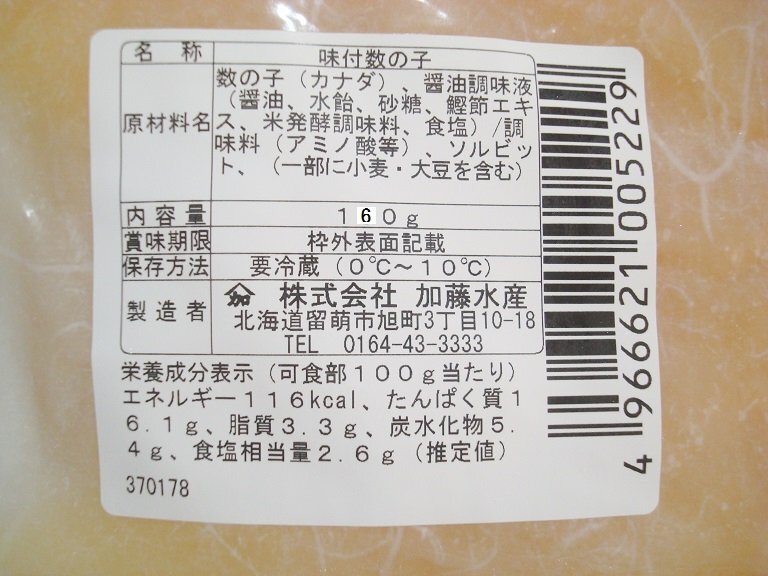 名称 味付数の子
原材料名 数の子（カナダ）、醤油調味液
（醤油、水飴、砂糖、鰹節エキ
ス、米発酵調味料、食塩）/調
味料（アミノ酸等）、ソルビッ
ト、（一部に小麦・大豆を含む）
内容量 １６０ｇ
賞味期限 枠外表面記載
保存方法 要冷蔵（０℃～１０℃）
製造者 加 株式会社 加藤水産
北海道留萌市旭町3丁目10-18
TEL 0164-43-3333
栄養成分表示（可食部１００ｇ当たり）
エネルギー１１６kcal、たんぱく質１
６.１ｇ、脂質３.３ｇ、炭水化物５.
４ｇ、食塩相当量２.６ｇ（推定値）
370178
4966621005229